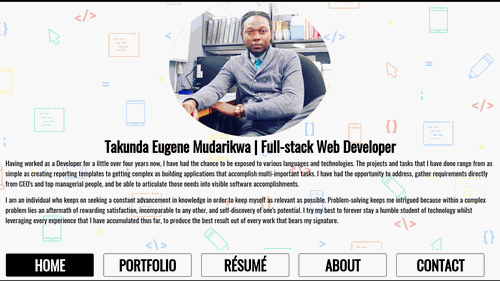 Takunda Eugene Mudarikwa | Full-stack Web Developer
Having worked as a Developer for a little over four years now, I have had the chance to be exposed to various languages and technologies. The projects and tasks that I have done range from as
simple as creating reporting templates to getting complex as building applications that accomplish multi-important tasks. I have had the opportunity to address, gather requirements directly
from CEO's and top managerial people, and be able to articulate those needs into visible software accomplishments.
I am an individual who keeps on seeking a constant advancement in knowledge in order to keep myself as relevant as possible. Problem-solving keeps me intrigued because within a complex
problem lies an aftermath of rewarding satisfaction, incomparable to any other, and self-discovery of one's potential. I try my best to forever stay a humble student of technology whilst
leveraging every experience that I have accumulated thus far, to produce the best result out of every work that bears my signature.
HOME
PORTFOLIO
RÉSUMÉ
ABOUT
CONTACT